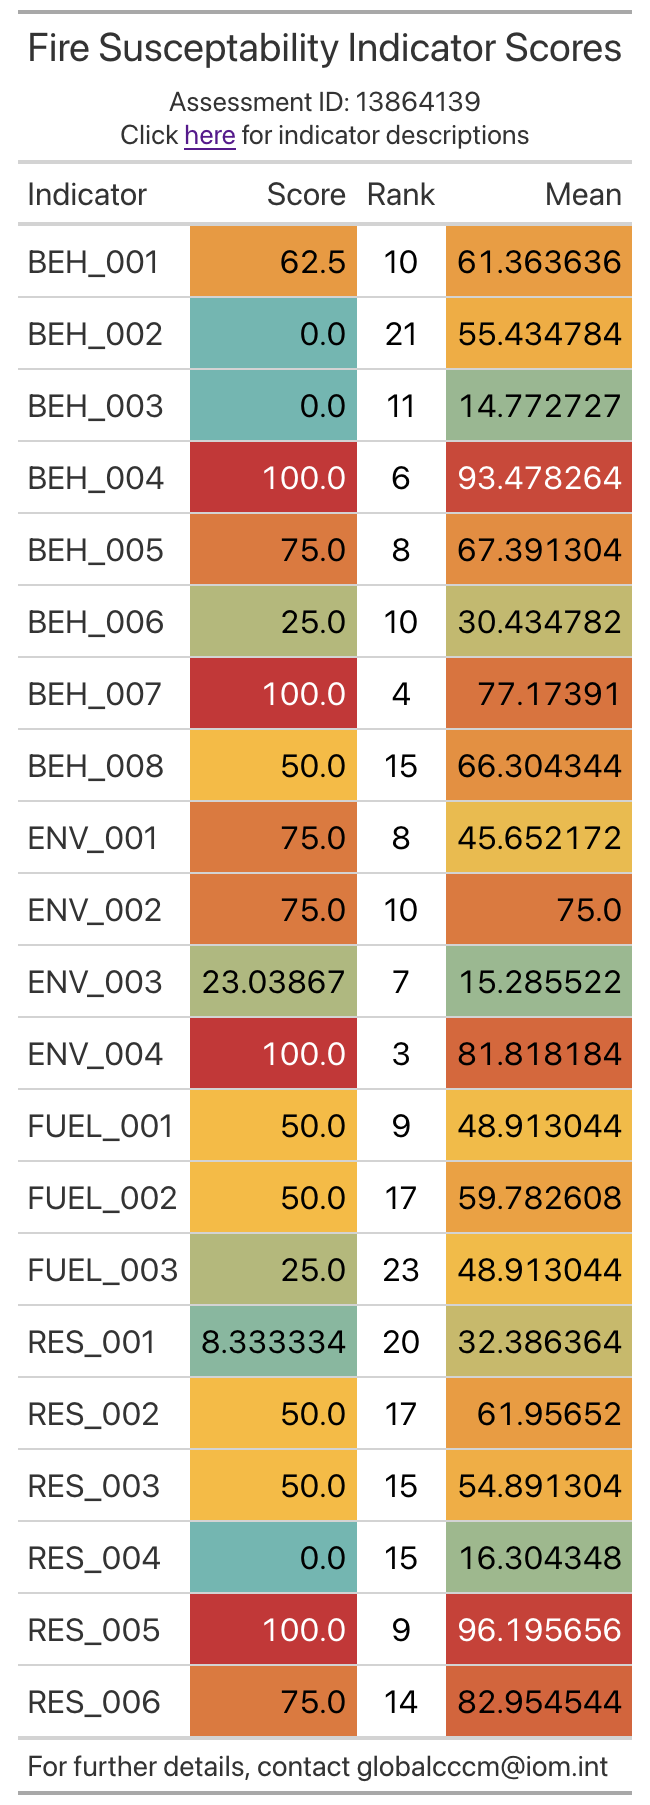 Fire Susceptability Indicator Scores
Assessment ID: 13864139
Click here for indicator descriptions
Indicator Score Rank Mean
BEH_001 62.5 10 61.363636
BEH_002 0.0 21 55.434784
BEH_003 0.0 11 14.772727
BEH_004 100.0 6 93.478264
BEH_005 75.0 8 67.391304
BEH_006 25.0 10 30.434782
BEH_007 100.0 4 77.17391
BEH_008 50.0 15 66.304344
ENV_001 75.0 8 45.652172
ENV_002 75.0 10 75.0
ENV_003 23.03867 7 15.285522
ENV_004 100.0 3 81.818184
FUEL_001 50.0 9 48.913044
FUEL_002 50.0 17 59.782608
FUEL_003 25.0 23 48.913044
RES_001 8.333334 20 32.386364
RES_002 50.0 17 61.95652
RES_003 50.0 15 54.891304
RES_004 0.0 15 16.304348
RES_005 100.0 9 96.195656
RES_006 75.0 14 82.954544
For further details, contact globalcccm@iom.int